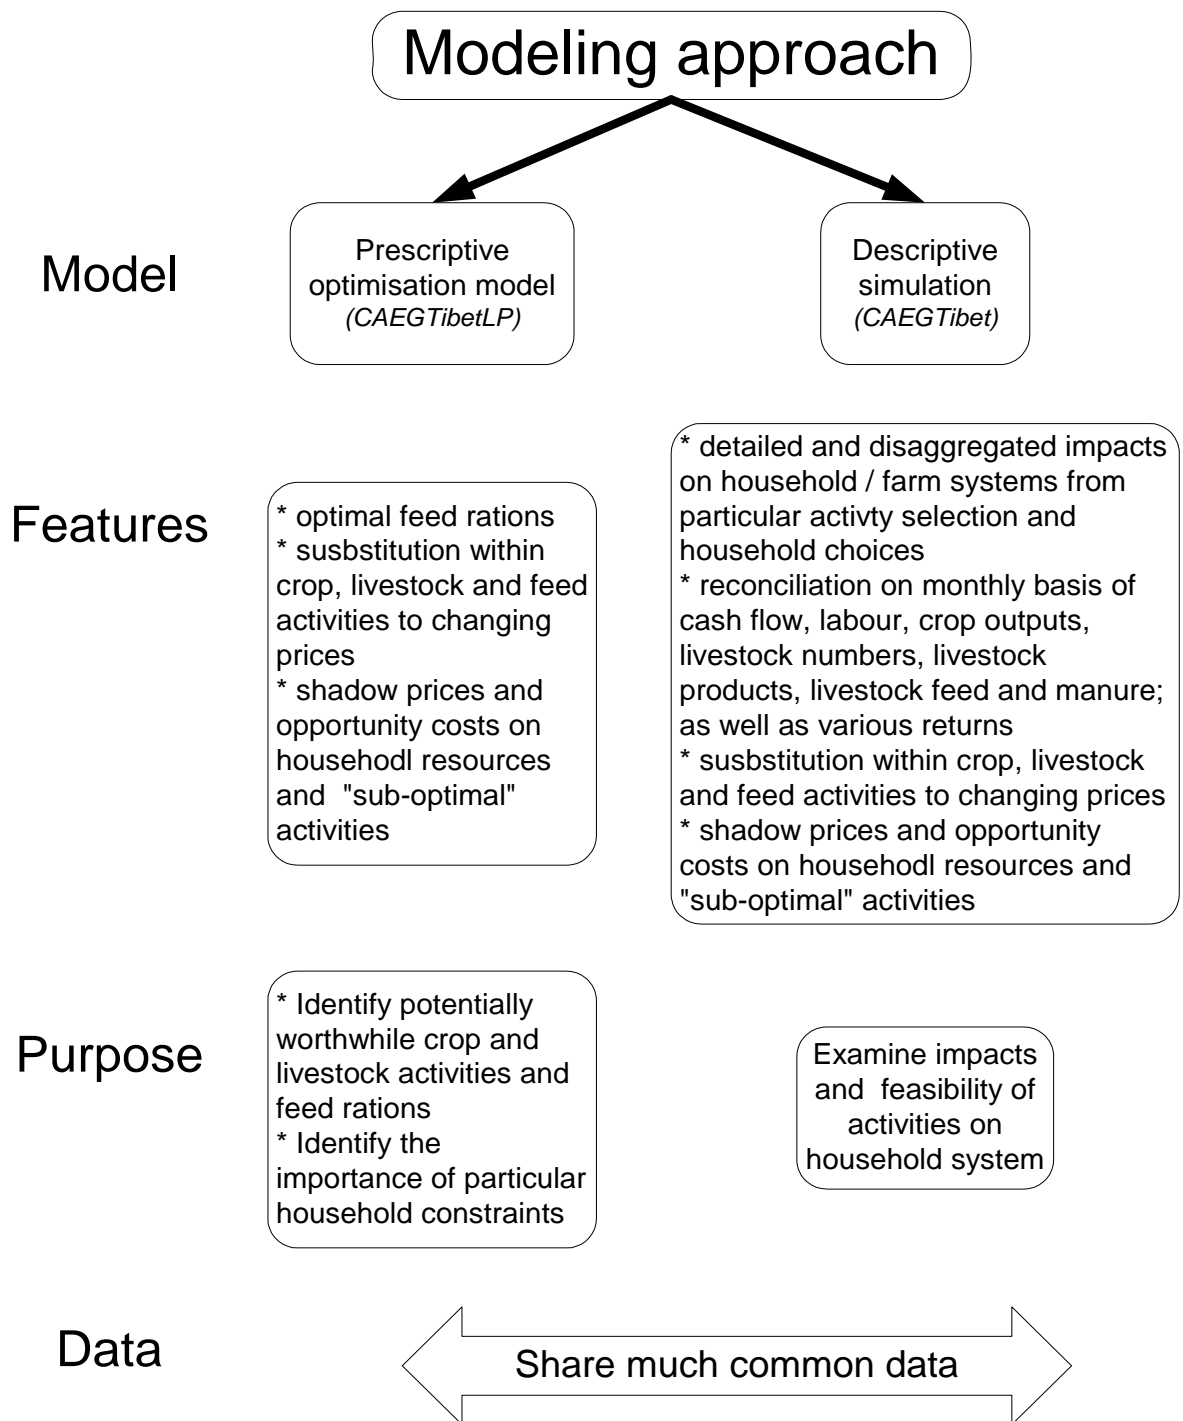 Modeling approach
Model
Prescriptive
optimisation model
(CAEGTibetLP)
Descriptive
simulation
(CAEGTibet)
Features
* optimal feed rations
* susbstitution within
crop, livestock and feed
activities to changing
prices
* shadow prices and
opportunity costs on
househodl resources
and "sub-optimal"
activities
* detailed and disaggregated impacts
on household / farm systems from
particular activty selection and
household choices
* reconciliation on monthly basis of
cash flow, labour, crop outputs,
livestock numbers, livestock
products, livestock feed and manure;
as well as various returns
* susbstitution within crop, livestock
and feed activities to changing prices
* shadow prices and opportunity
costs on househodl resources and
"sub-optimal" activities
Purpose
* Identify potentially
worthwhile crop and
livestock activities and
feed rations
* Identify the
importance of particular
household constraints
Examine impacts
and feasibility of
activities on
household system
Data
Share much common data